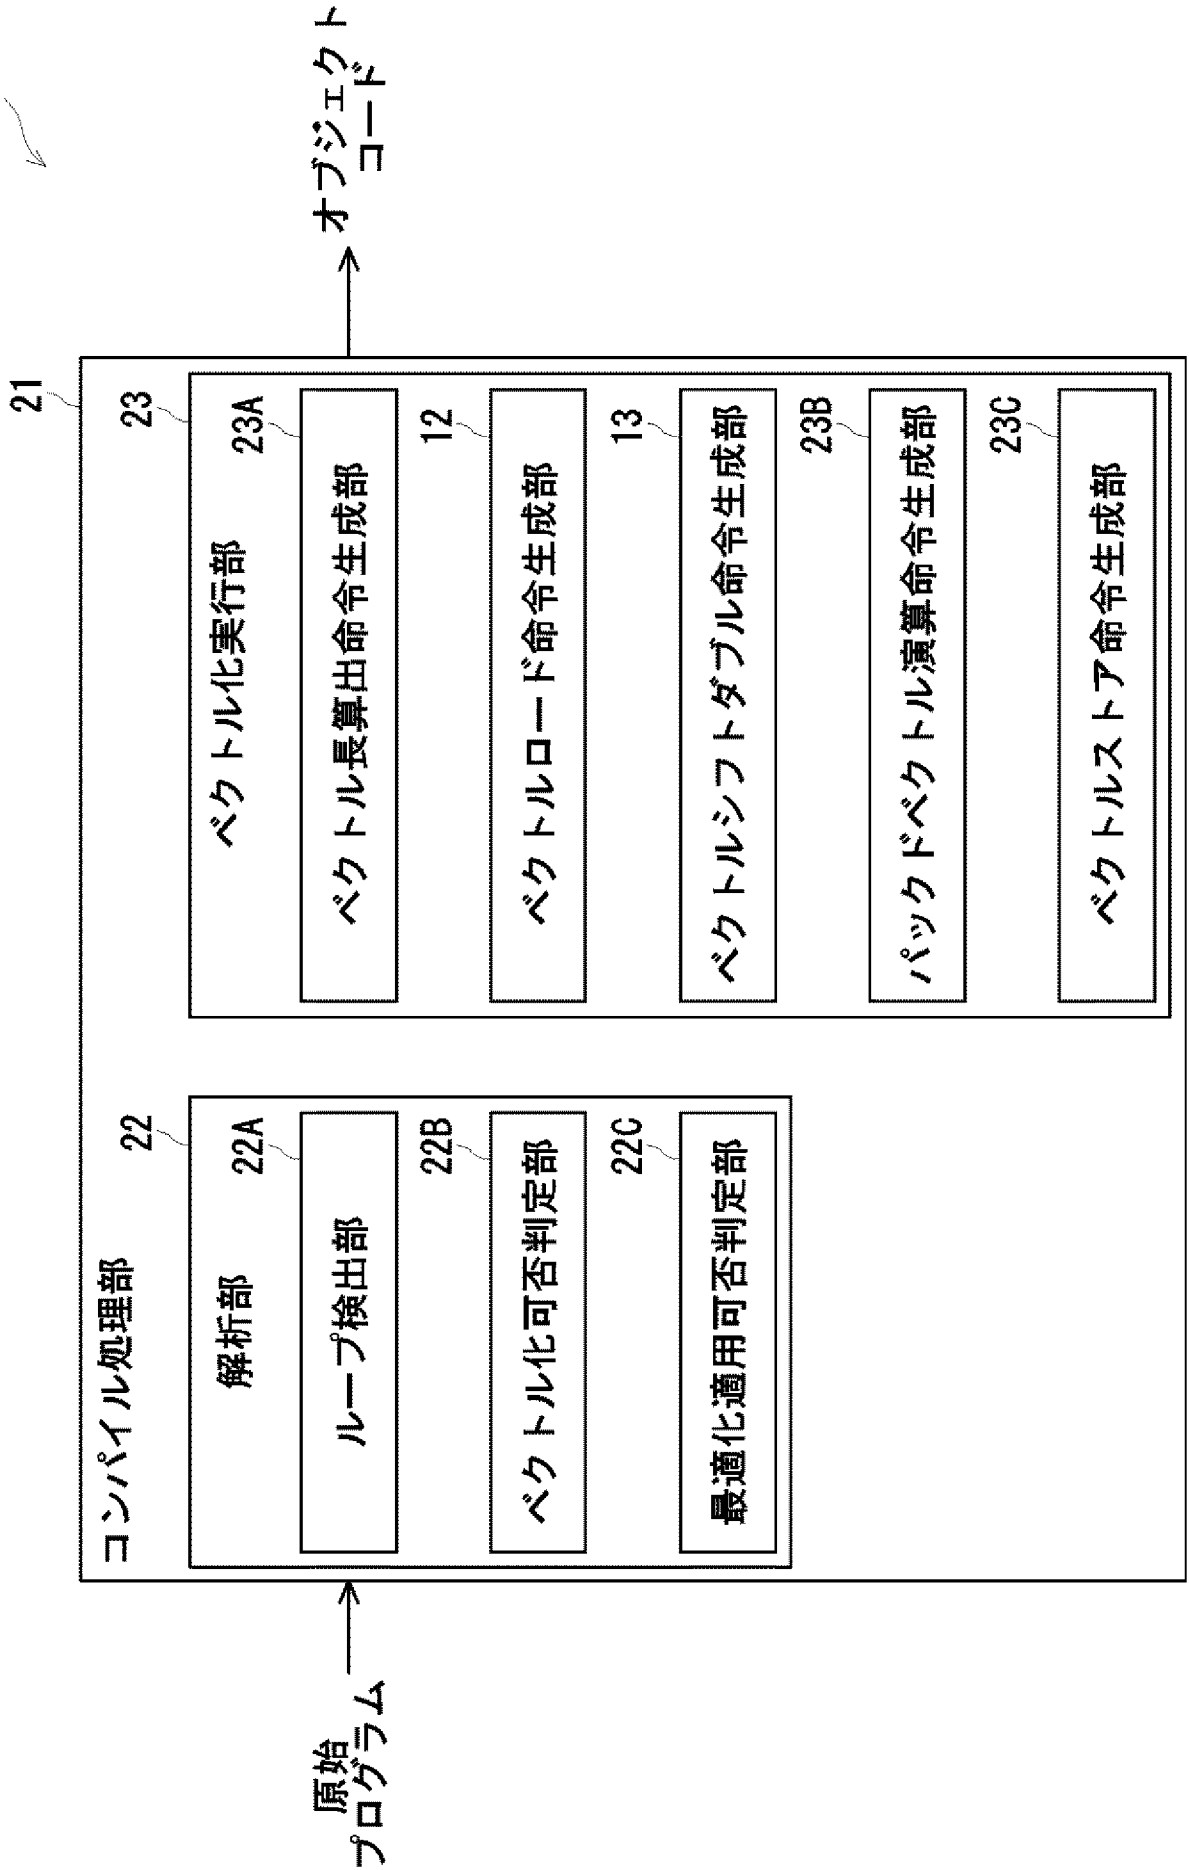 21
コンパイル処理部
22
解析部
22A
ループ検出部
22B
ベクトル化可否判定部
22C
最適化適用可否判定部
23
ベクトル化実行部
23A
ベクトル長算出命令生成部
12
ベクトルロード命令生成部
13
ベクトルシフトダブル命令生成部
23B
パックドベクトル演算命令生成部
23C
ベクトルストア命令生成部
原始
プログラム
オブジェクト
コード